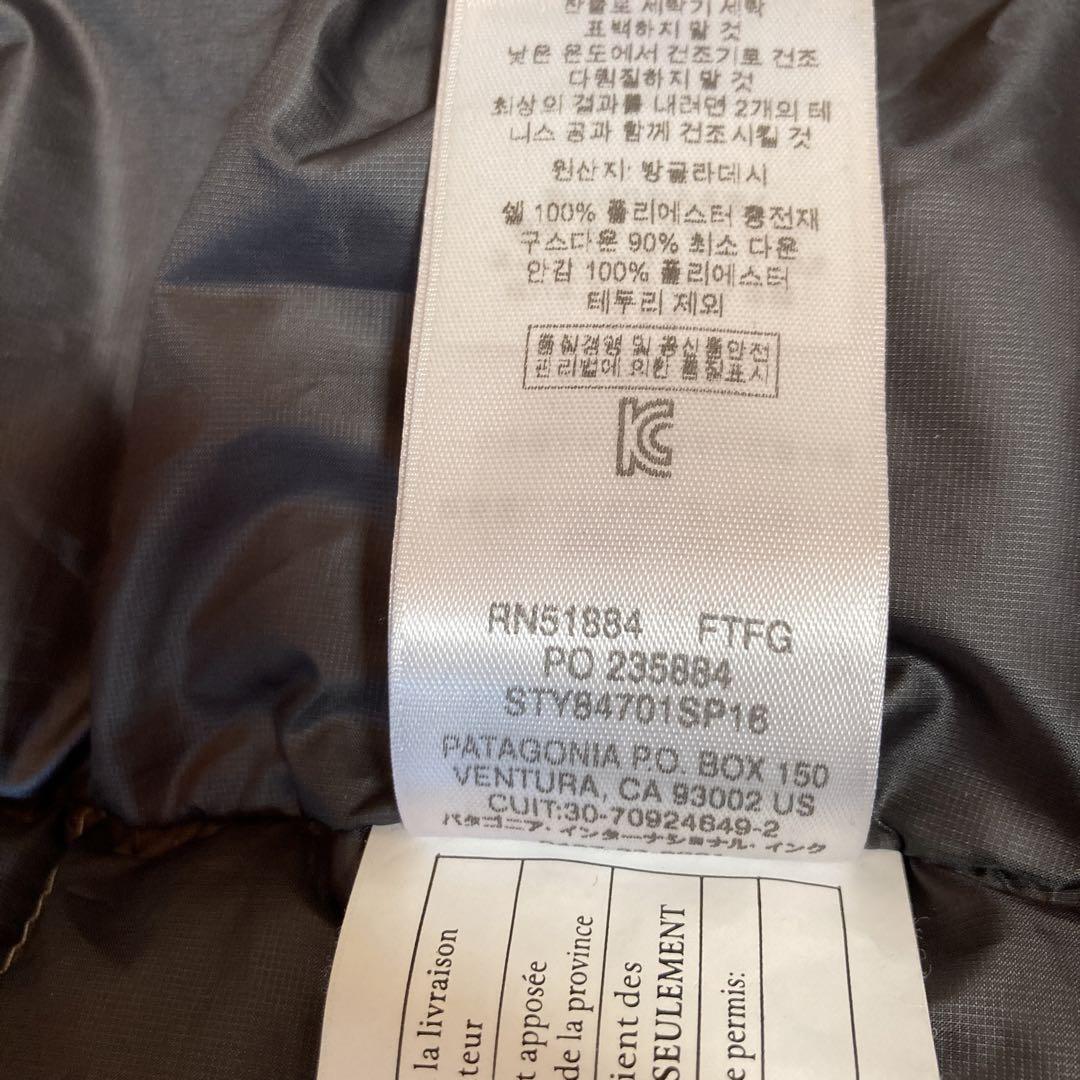 찬물로 세탁기 세탁
표백하지 말 것
낮은 온도에서 건조기로 건조
다림질하지 말 것
최상의 결과를 내려면 2개의 테
니스 공과 함께 건조시킬 것
원산지: 방글라데시
쉘 100% 폴리에스터 충전재
구스다운 90% 최소 다운
안감 100% 폴리에스터
테두리 제외
품질경영 및 공산품안전
관리법에 의한 품질표시
RN51884 FTFG
PO 235884
STY84701SP16
PATAGONIA P.O. BOX 150
VENTURA, CA 93002 US
CUIT:30-70924649-2
パタゴニア・インターナショナル・インク
la livraison
teur
t apposée
de la province
ient des
SEULEMENT
e permis: